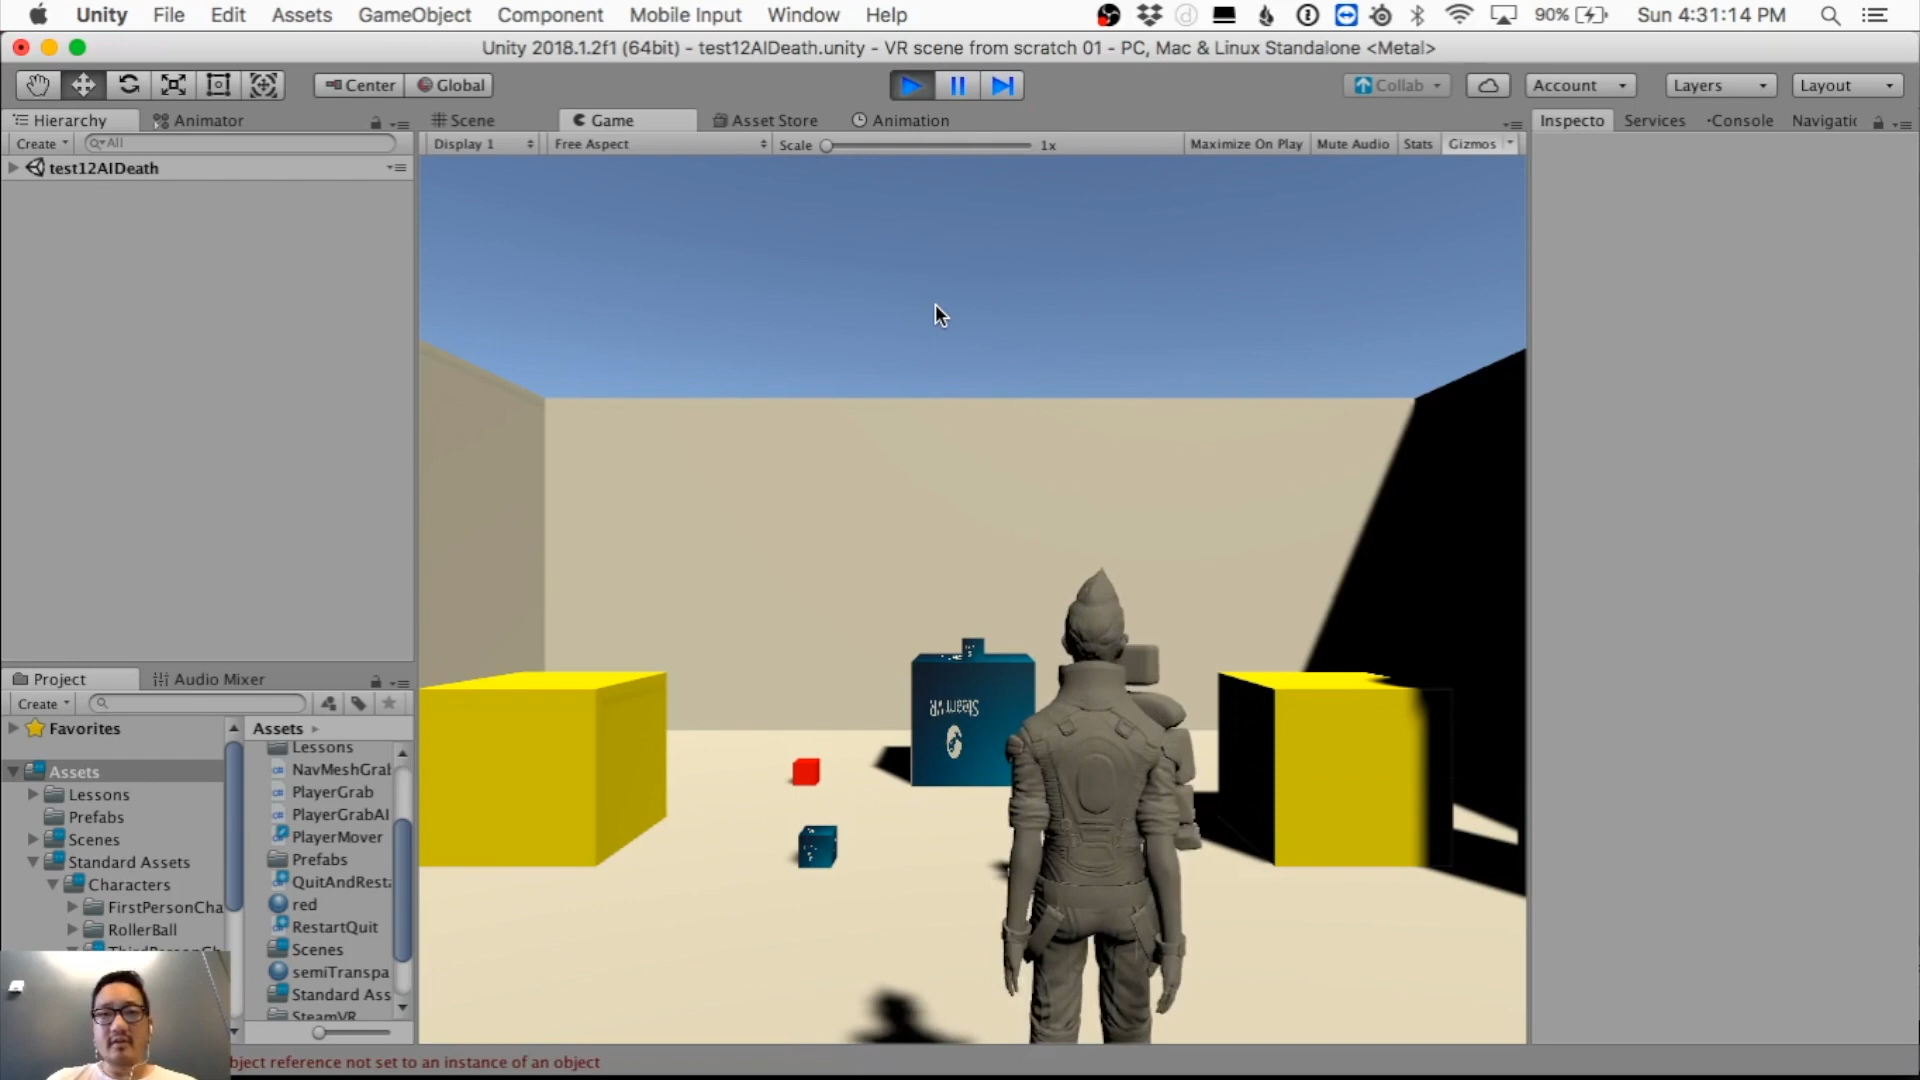 Unity File Edit Assets GameObject Component Mobile Input Window Help 90% Sun 4:31:14 PM
Unity 2018.1.2f1 (64bit) - test12AIDeath.unity - VR scene from scratch 01 - PC, Mac & Linux Standalone <Metal>
Center Global Collab Account Layers Layout
Hierarchy Animator Scene Game Asset Store Animation Inspecto Services Console Navigatic
Create All Display 1 Free Aspect Scale 1x Maximize On Play Mute Audio Stats Gizmos
test12AIDeath
SteamVR
Project Audio Mixer
Create
Favorites Assets
Lessons
Assets NavMeshGral
Lessons PlayerGrab
Prefabs PlayerGrabAI
Scenes PlayerMover
Standard Assets Prefabs
Characters QuitAndRest
FirstPersonCha red
RollerBall RestartQuit
ThirdPersonCh Scenes
semiTranspa
Standard Ass
SteamVR
bject reference not set to an instance of an object